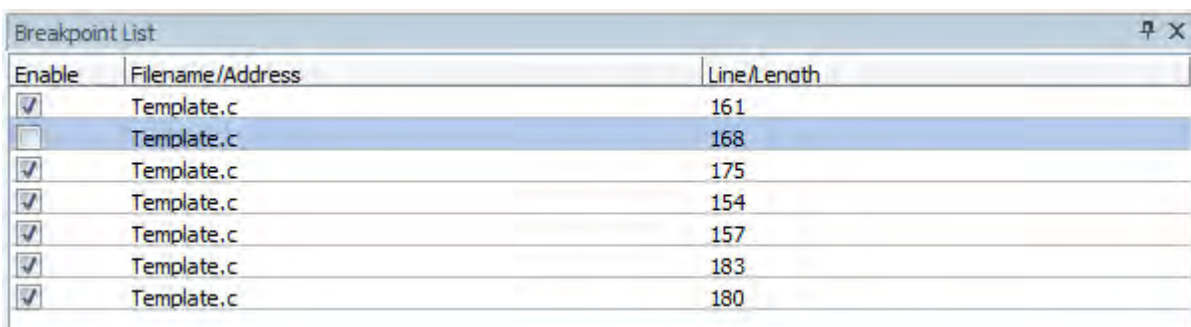 Breakpoint List
Enable Filename/Address Line/Length
Template.c 161
Template.c 168
Template.c 175
Template.c 154
Template.c 157
Template.c 183
Template.c 180